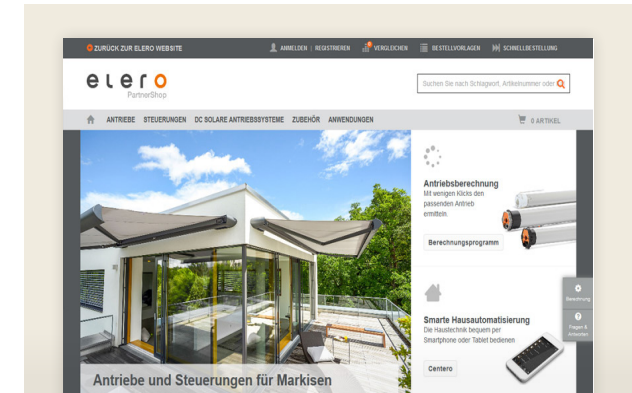 ZURÜCK ZUR ELERO WEBSITE
ANMELDEN | REGISTRIEREN
VERGLEICHEN
BESTELLVORLAGEN
SCHNELLBESTELLUNG
elero
PartnerShop
Suchen Sie nach Schlagwort, Artikelnummer oder
ANTRIEBE STEUERUNGEN DC SOLARE ANTRIEBSSYSTEME ZUBEHÖR ANWENDUNGEN
0 ARTIKEL
Antriebsberechnung
Mit wenigen Klicks den
passenden Antrieb
ermitteln.
Berechnungsprogramm
Berechnung
Fragen &
Antworten
Smarte Hausautomatisierung
Die Haustechnik bequem per
Smartphone oder Tablet bedienen
Centero
Antriebe und Steuerungen für Markisen